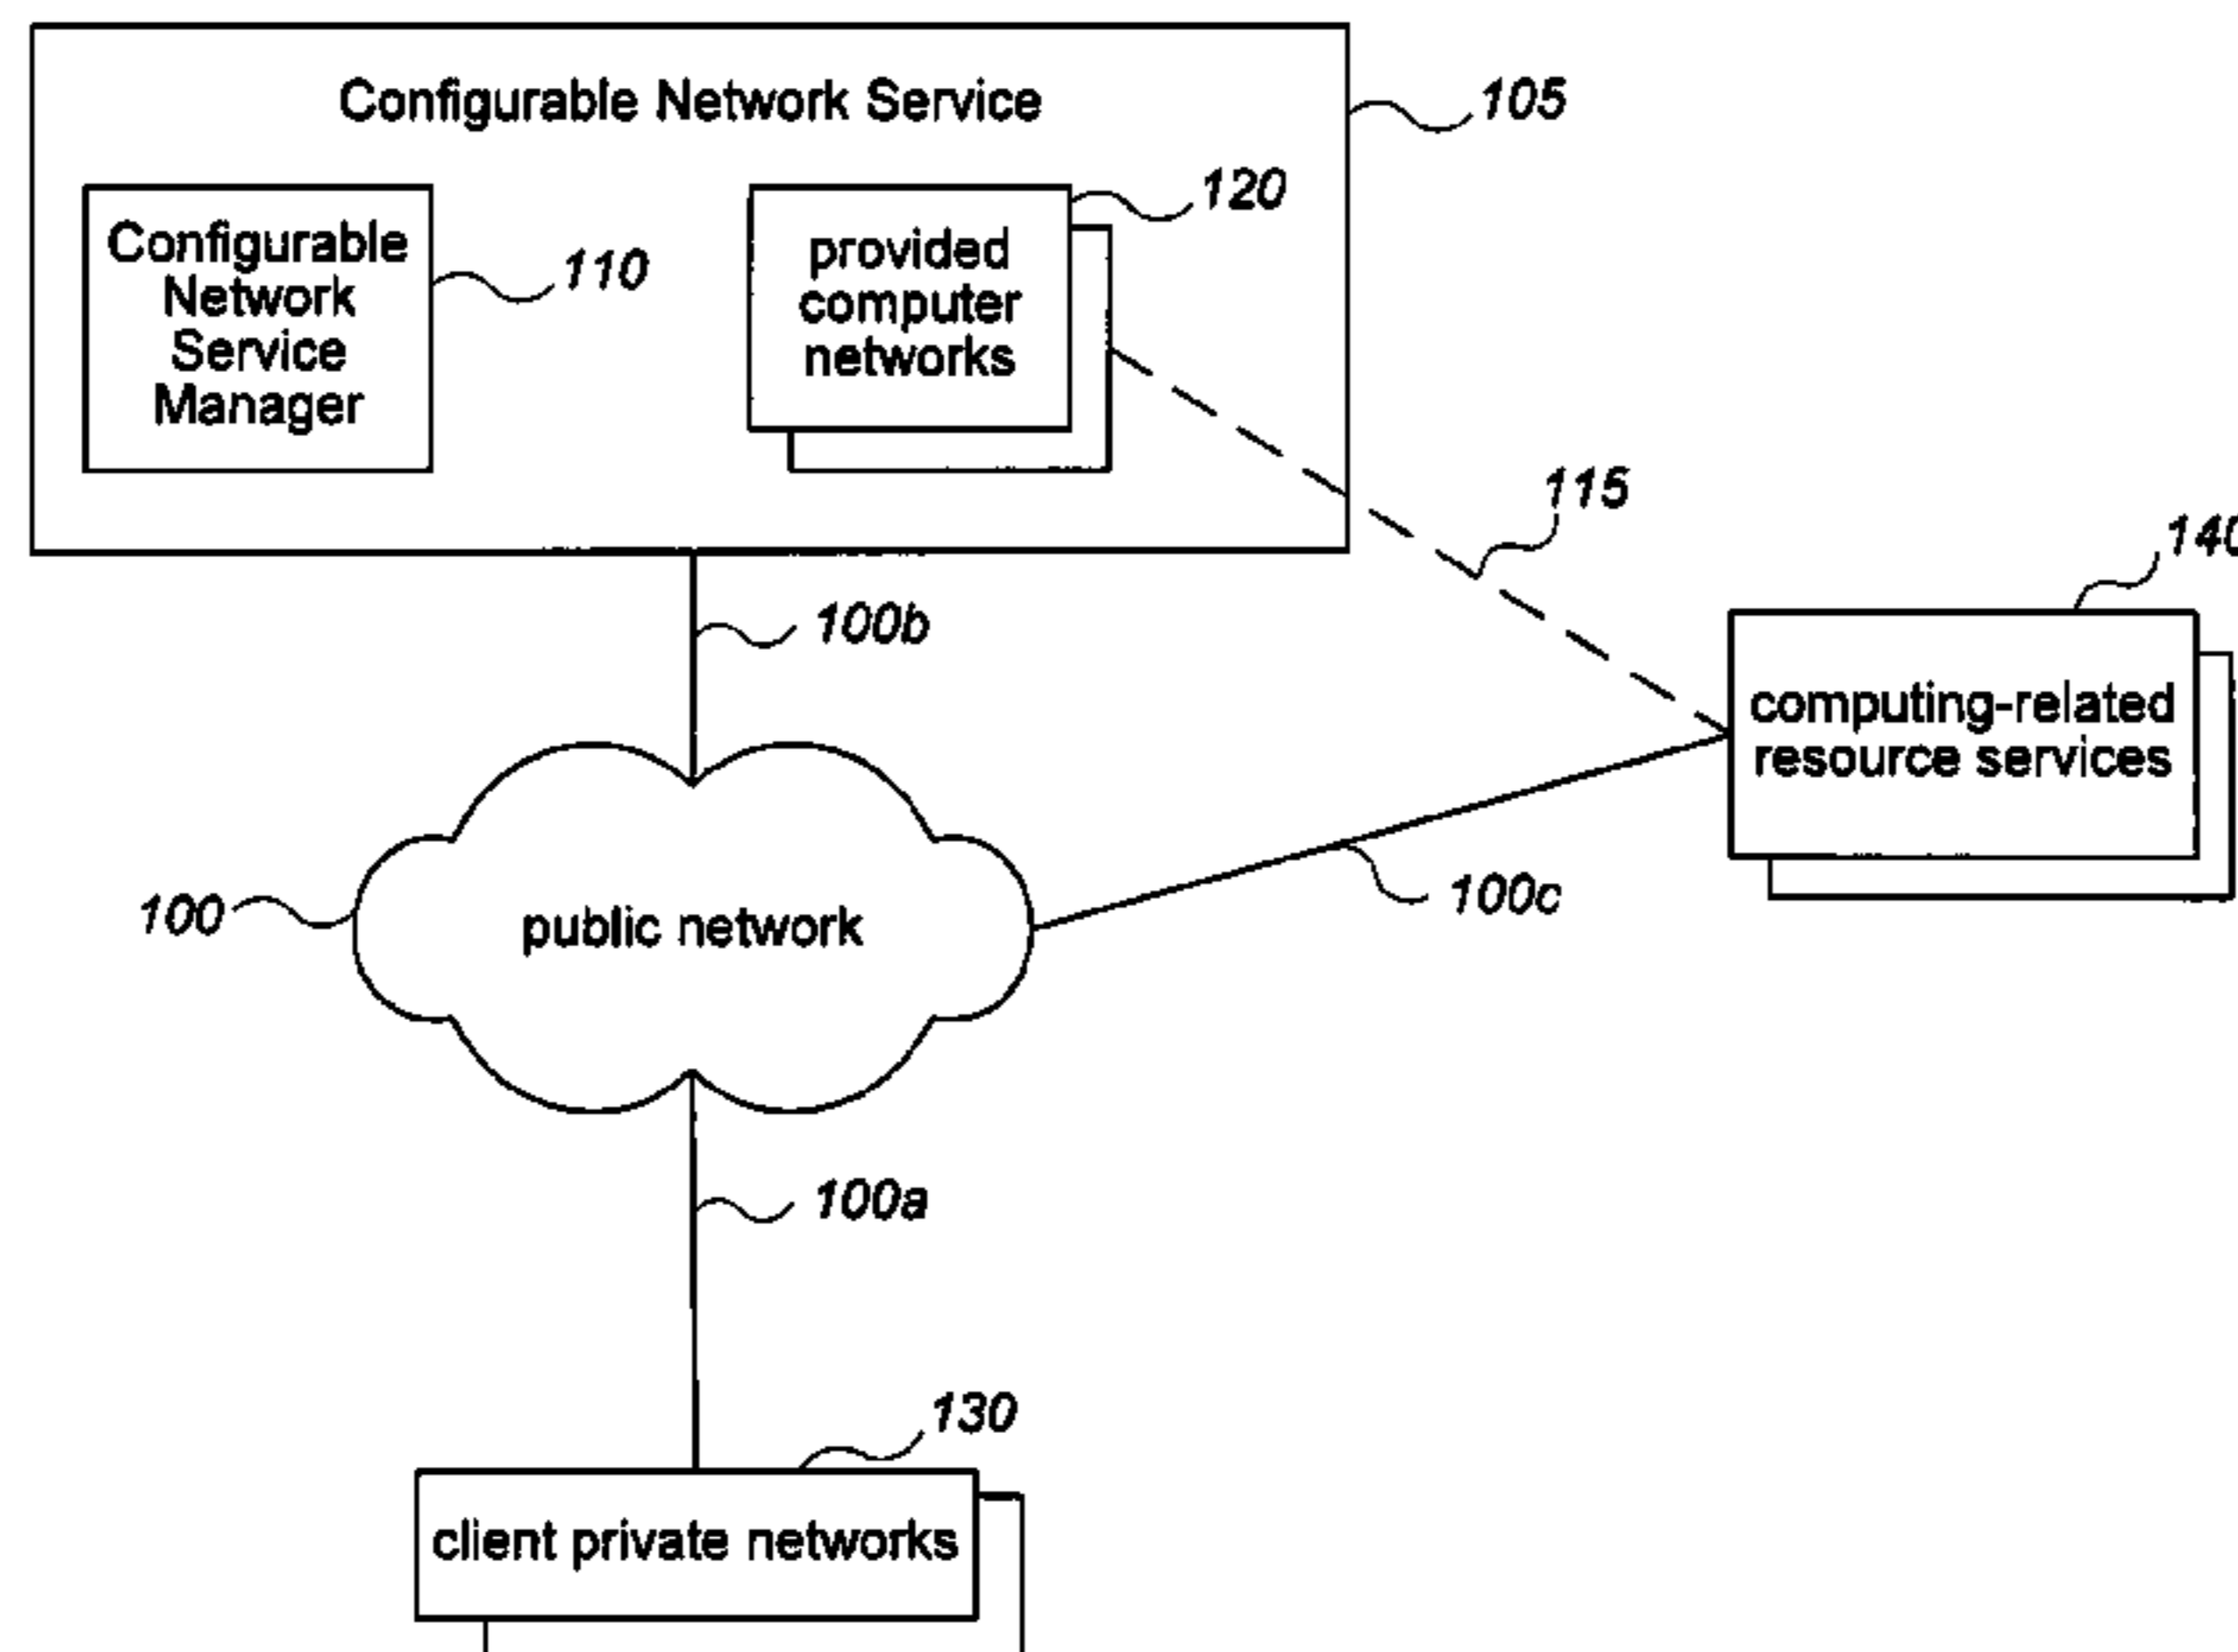 Configurable Network Service
105
120
Configurable
Network
Service
Manager
110
provided
computer
networks
115
140
100b
computing-related
resource services
100
public network
100c
100a
130
client private networks